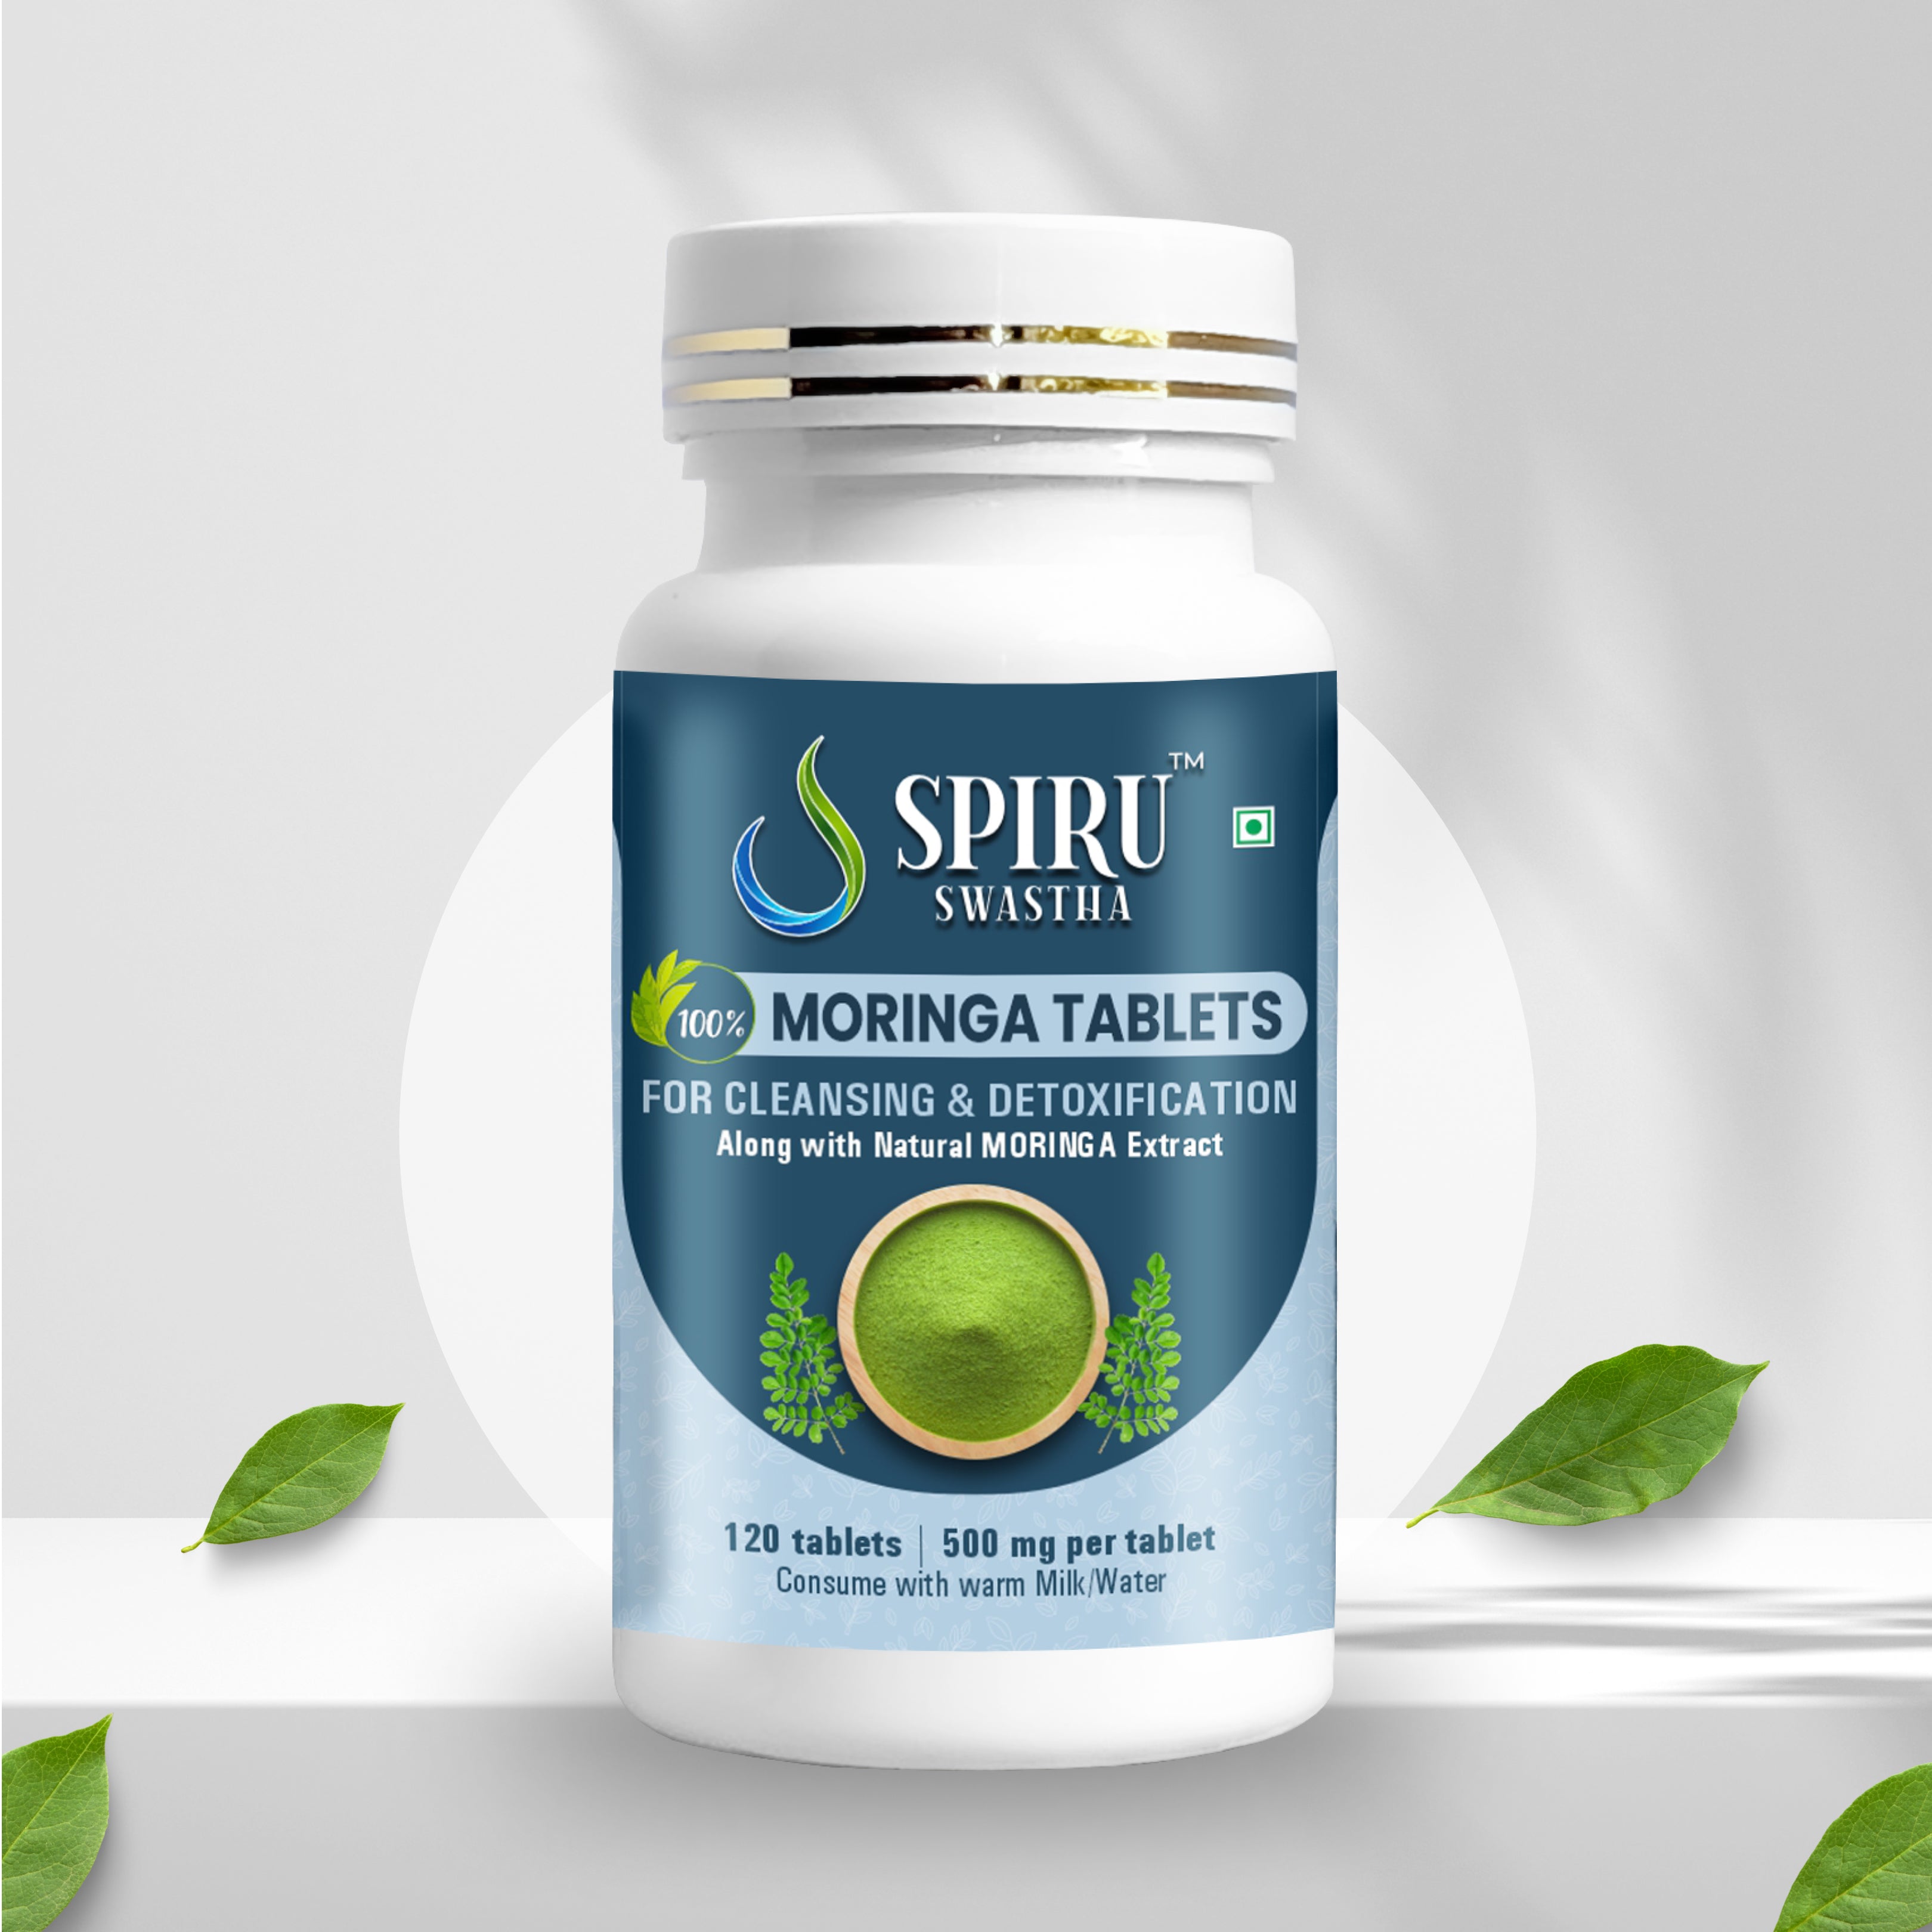 SPIRU™
SWASTHA
100% MORINGA TABLETS
FOR CLEANSING & DETOXIFICATION
Along with Natural MORINGA Extract
120 tablets | 500 mg per tablet
Consume with warm Milk/Water